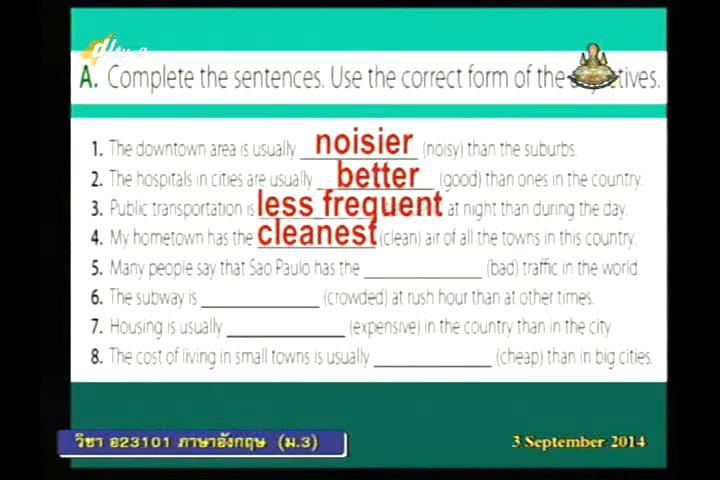 dltv 9
A. Complete the sentences. Use the correct form of the adjectives.
1. The downtown area is usually noisier (noisy) than the suburbs.
2. The hospitals in cities are usually better (good) than ones in the country.
3. Public transportation is less frequent at night than during the day.
4. My hometown has the cleanest (clean) air of all the towns in this country.
5. Many people say that Sao Paulo has the ____________ (bad) traffic in the world.
6. The subway is ____________ (crowded) at rush hour than at other times.
7. Housing is usually ____________ (expensive) in the country than in the city.
8. The cost of living in small towns is usually ____________ (cheap) than in big cities.
วิชา อ23101 ภาษาอังกฤษ (ม.3)
3 September 2014